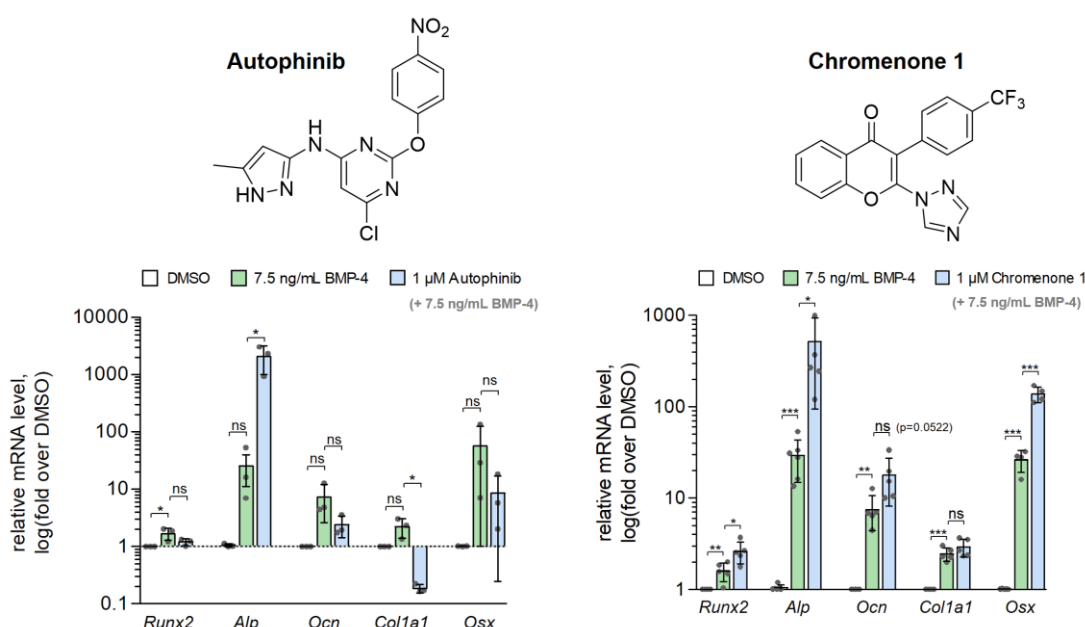 Autophinib
NO2
H
N
N
O
N
HN
N
Cl
Chromenone 1
CF3
O
O
N
N
N
DMSO 7.5 ng/mL BMP-4 1 µM Autophinib
(+ 7.5 ng/mL BMP-4)
relative mRNA level,
log(fold over DMSO)
10000
1000
100
10
1
0.1
* ns
ns *
ns ns
ns *
ns ns
Runx2 Alp Ocn Col1a1 Osx
DMSO 7.5 ng/mL BMP-4 1 µM Chromenone 1
(+ 7.5 ng/mL BMP-4)
relative mRNA level,
log(fold over DMSO)
1000
100
10
1
** *
*** *
** ns (p=0.0522)
*** ns
*** ***
Runx2 Alp Ocn Col1a1 Osx